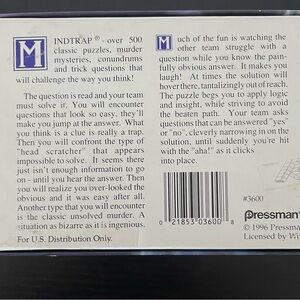 MINDTRAP ® - over 500
classic puzzles, murder
mysteries, conundrums
and trick questions that
will challenge the way you think!
The question is read and your team
must solve it. You will encounter
questions that look so easy, they'll
make you jump at the answer. What
you think is a clue is really a trap.
Then you will confront the type of
"head scratcher" that appears
impossible to solve. It seems there
just isn't enough information to go
on - until you hear the answer. Then
you will realize you over-looked the
obvious and it was easy after all.
Another type that you will encounter
is the classic unsolved murder. A
situation as bizarre as it is ingenious.
For U.S. Distribution Only.
Much of the fun is watching the
other team struggle with a
question while you know the pain-
fully obvious answer. It makes you
laugh! At times the solution will
hover there, tantalizingly out of reach.
The puzzle begs you to apply logic
and insight, while striving to avoid
the beaten path. Your team asks
questions that can be answered "yes"
or "no", cleverly narrowing in on the
solution, until suddenly you're hit
with the "aha!" as it clicks
into place.
0 21853 03600 8
#3600
Pressman
© 1996 Pressman
Licensed by